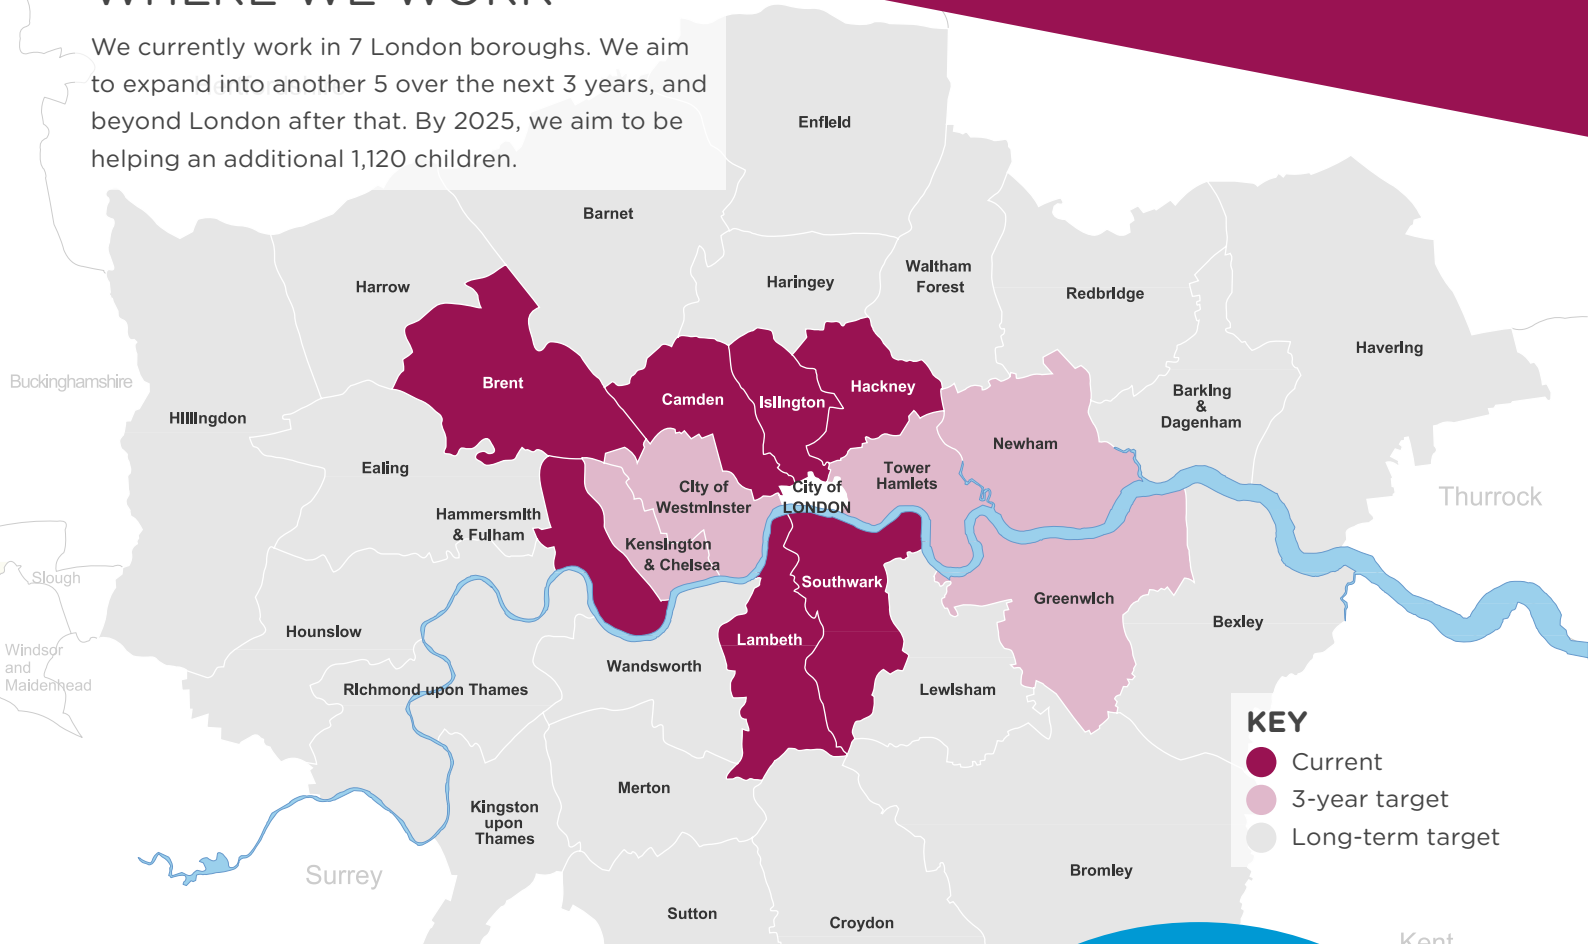 WHERE WE WORK
We currently work in 7 London boroughs. We aim
to expand into another 5 over the next 3 years, and
beyond London after that. By 2025, we aim to be
helping an additional 1,120 children.
Enfield
Barnet
Harrow
Haringey
Waltham
Forest
Redbridge
Havering
Buckinghamshire
Hillingdon
Brent
Camden
Islington
Hackney
Barking
&
Dagenham
Ealing
Newham
Tower
Hamlets
Thurrock
Hammersmith
& Fulham
City of
Westminster
City of
LONDON
Kensington
& Chelsea
Slough
Southwark
Greenwich
Hounslow
Lambeth
Bexley
Windsor
and
Maidenhead
Richmond upon Thames
Wandsworth
Lewisham
Merton
Kingston
upon
Thames
Surrey
Sutton
Croydon
Bromley
Kent
KEY
Current
3-year target
Long-term target